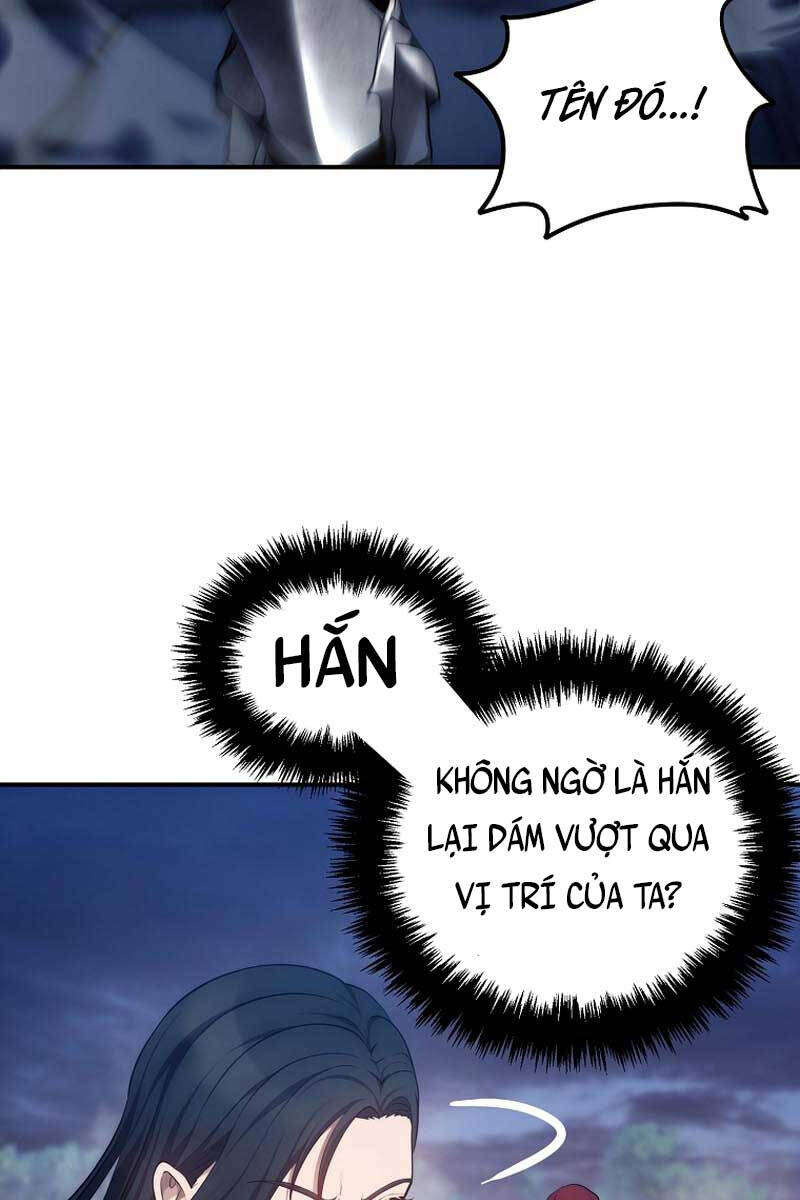 TÊN ĐÓ...!
HẮN
KHÔNG NGỜ LÀ HẮN
LẠI DÁM VƯỢT QUA
VỊ TRÍ CỦA TA?